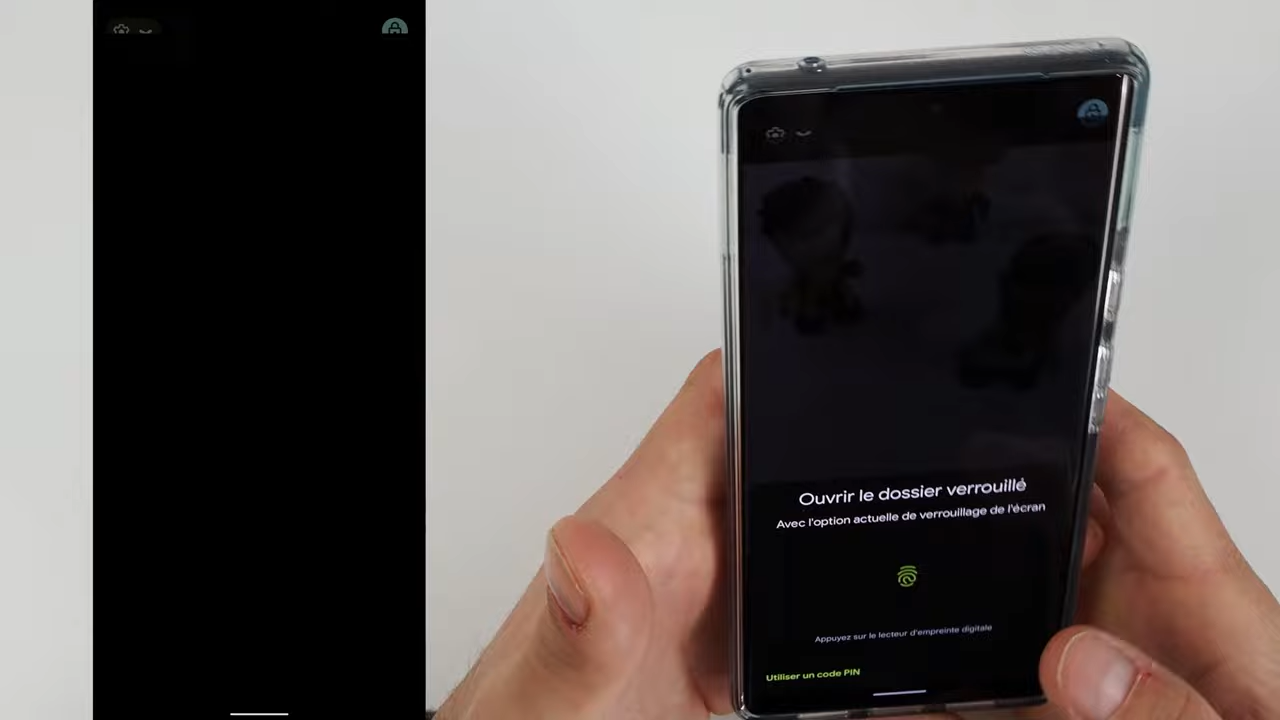 Ouvrir le dossier verrouillé
Avec l'option actuelle de verrouillage de l'écran
Appuyez sur le lecteur d'empreinte digitale
Utiliser un code PIN